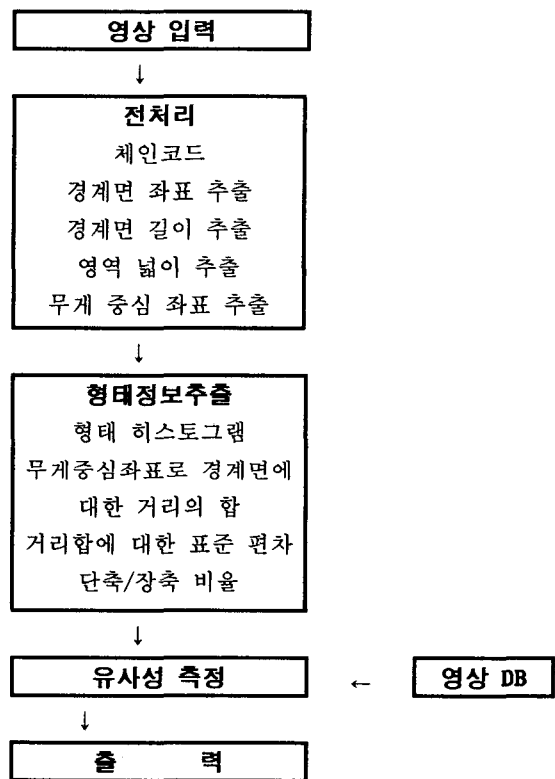 영상 입력
↓
전처리
체인코드
경계면 좌표 추출
경계면 길이 추출
영역 넓이 추출
무게 중심 좌표 추출
↓
형태정보추출
형태 히스토그램
무게중심좌표로 경계면에
대한 거리의 합
거리합에 대한 표준 편차
단축/장축 비율
↓
유사성 측정 ← 영상 DB
↓
출 력